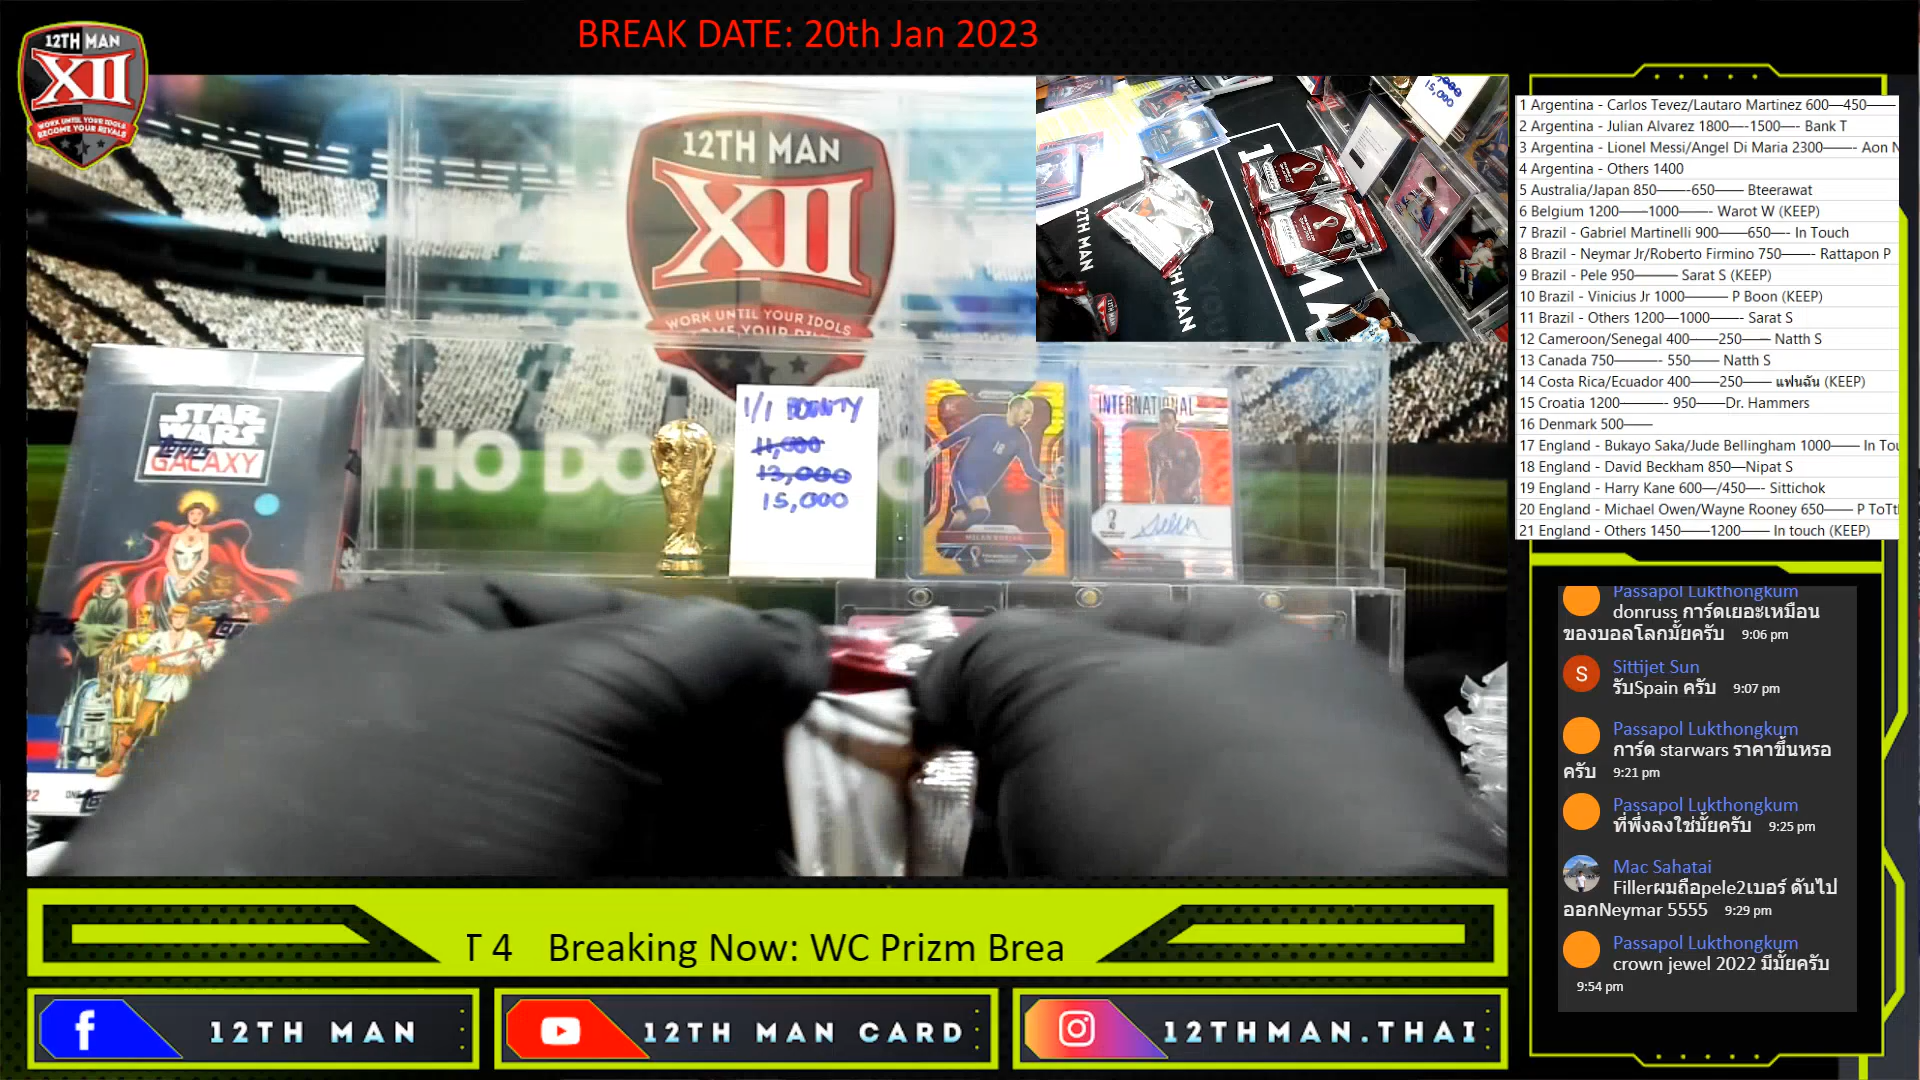 BREAK DATE: 20th Jan 2023
12TH MAN
XII
WORK UNTIL YOUR IDOLS
BECOME YOUR RIVALS
12TH MAN
XII
WORK UNTIL YOUR IDOLS
STAR
WARS
topps
GALAXY
1/1 BOUNTY
11,000
13,000
15,000
INTERNATIONAL
18
15,000
12TH MAN
1 Argentina - Carlos Tevez/Lautaro Martinez 600—450——
2 Argentina - Julian Alvarez 1800—-1500—- Bank T
3 Argentina - Lionel Messi/Angel Di Maria 2300——- Aon N
4 Argentina - Others 1400
5 Australia/Japan 850——-650—— Bteerawat
6 Belgium 1200——1000——- Warot W (KEEP)
7 Brazil - Gabriel Martinelli 900——650—- In Touch
8 Brazil - Neymar Jr/Roberto Firmino 750——- Rattapon P
9 Brazil - Pele 950——— Sarat S (KEEP)
10 Brazil - Vinicius Jr 1000——— P Boon (KEEP)
11 Brazil - Others 1200—1000——- Sarat S
12 Cameroon/Senegal 400——250—— Natth S
13 Canada 750———- 550—— Natth S
14 Costa Rica/Ecuador 400——250—— แฟนฉัน (KEEP)
15 Croatia 1200———- 950——Dr. Hammers
16 Denmark 500——
17 England - Bukayo Saka/Jude Bellingham 1000—— In Tou
18 England - David Beckham 850—Nipat S
19 England - Harry Kane 600—/450—- Sittichok
20 England - Michael Owen/Wayne Rooney 650—— P ToTt
21 England - Others 1450——1200—— In touch (KEEP)
Passapol Lukthongkum
donruss การ์ดเยอะเหมือน
ของบอลโลกมั้ยครับ 9:06 pm
S
Sittijet Sun
รับSpain ครับ 9:07 pm
Passapol Lukthongkum
การ์ด starwars ราคาขึ้นหรอ
ครับ 9:21 pm
Passapol Lukthongkum
ที่พึ่งลงใช่มั้ยครับ 9:25 pm
Mac Sahatai
Fillerผมถือpele2เบอร์ ดันไป
ออกNeymar 5555 9:29 pm
Passapol Lukthongkum
crown jewel 2022 มีมั้ยครับ
9:54 pm
T 4 Breaking Now: WC Prizm Brea
12TH MAN
12TH MAN CARD
12THMAN.THAI